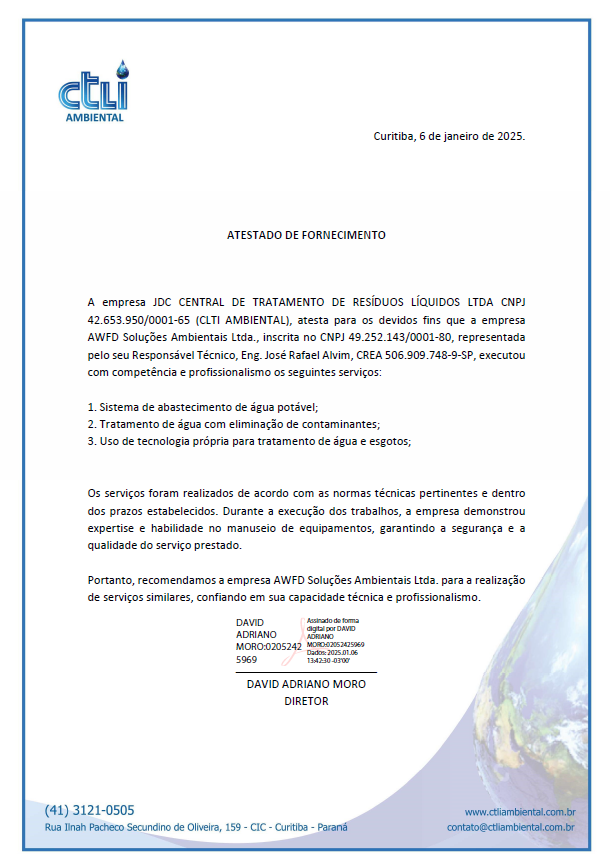 ctli
AMBIENTAL
Curitiba, 6 de janeiro de 2025.
ATESTADO DE FORNECIMENTO
A empresa JDC CENTRAL DE TRATAMENTO DE RESÍDUOS LÍQUIDOS LTDA CNPJ
42.653.950/0001-65 (CLTI AMBIENTAL), atesta para os devidos fins que a empresa
AWFD Soluções Ambientais Ltda., inscrita no CNPJ 49.252.143/0001-80, representada
pelo seu Responsável Técnico, Eng. José Rafael Alvim, CREA 506.909.748-9-SP, executou
com competência e profissionalismo os seguintes serviços:
1. Sistema de abastecimento de água potável;
2. Tratamento de água com eliminação de contaminantes;
3. Uso de tecnologia própria para tratamento de água e esgotos;
Os serviços foram realizados de acordo com as normas técnicas pertinentes e dentro
dos prazos estabelecidos. Durante a execução dos trabalhos, a empresa demonstrou
expertise e habilidade no manuseio de equipamentos, garantindo a segurança e a
qualidade do serviço prestado.
Portanto, recomendamos a empresa AWFD Soluções Ambientais Ltda. para a realização
de serviços similares, confiando em sua capacidade técnica e profissionalismo.
DAVID
ADRIANO
MORO:0205242
5969
Assinado de forma
digital por DAVID
ADRIANO
MORO:02052425969
Dados: 2025.01.06
13:42:30 -03'00'
DAVID ADRIANO MORO
DIRETOR
(41) 3121-0505
Rua Ilnah Pacheco Secundino de Oliveira, 159 - CIC - Curitiba - Paraná
www.ctliambiental.com.br
contato@ctliambiental.com.br